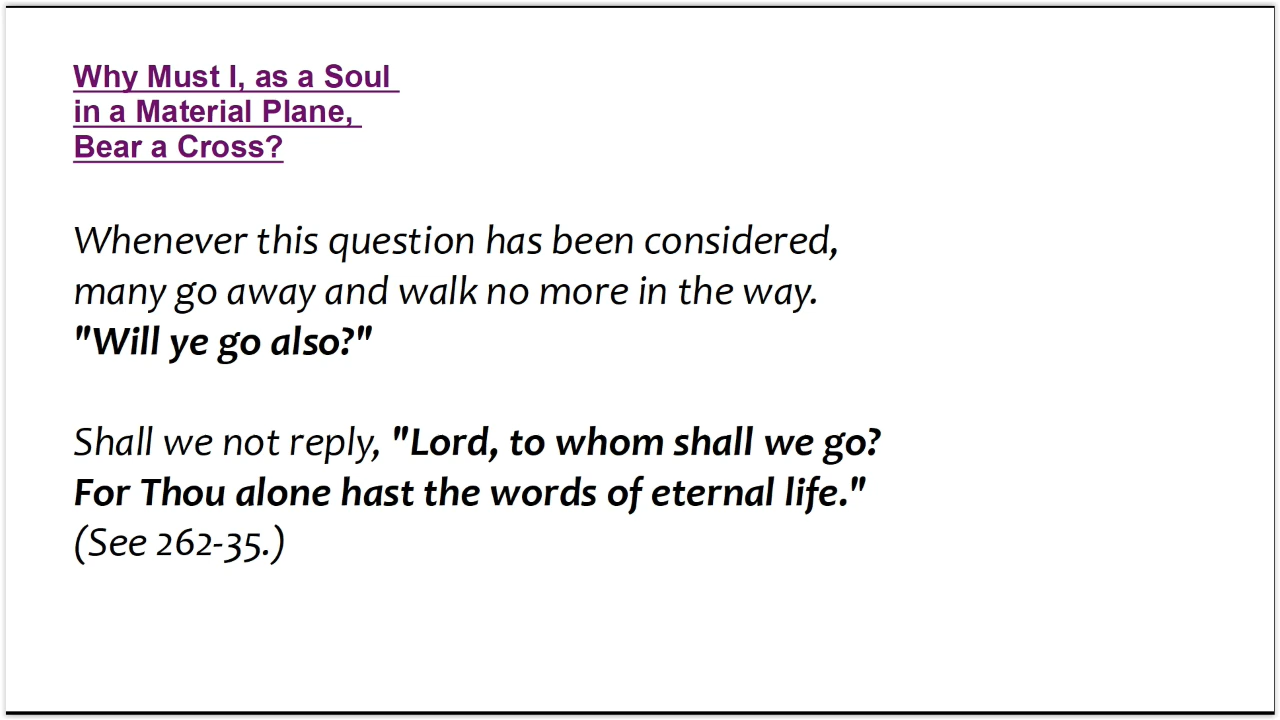 Why Must I, as a Soul
in a Material Plane,
Bear a Cross?
Whenever this question has been considered,
many go away and walk no more in the way.
"Will ye go also?"
Shall we not reply, "Lord, to whom shall we go?
For Thou alone hast the words of eternal life."
(See 262-35.)